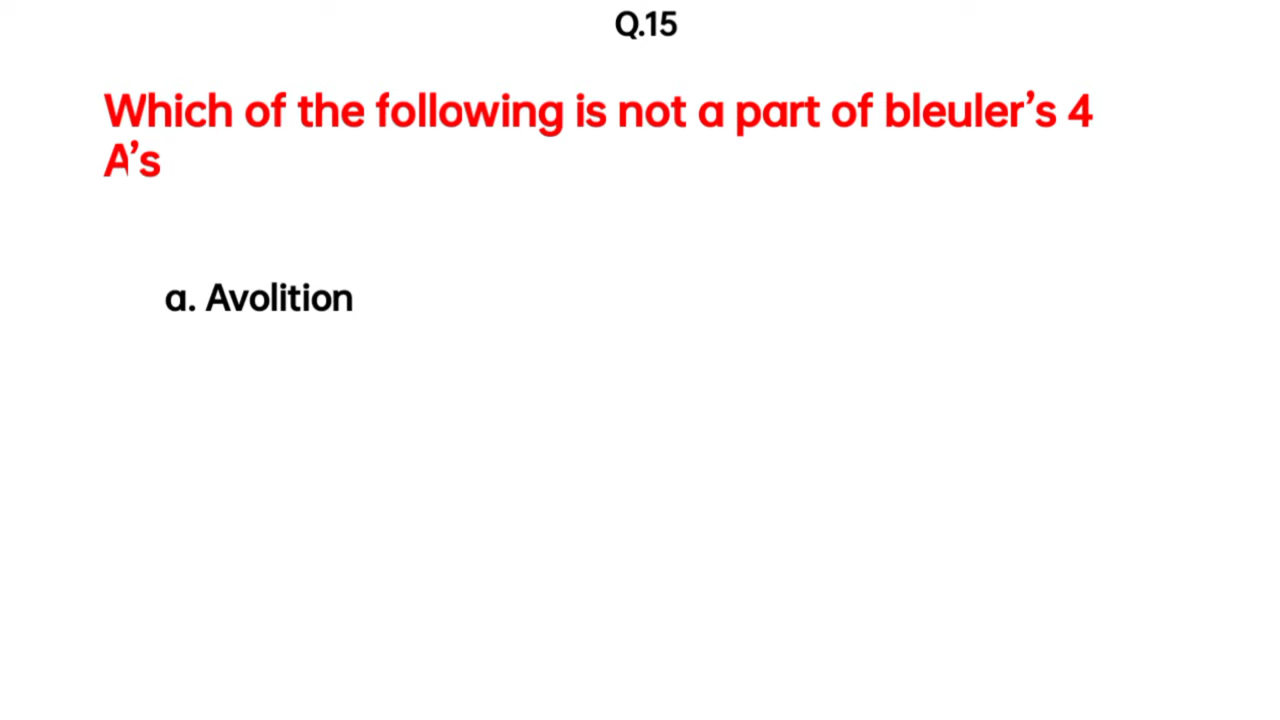 Q.15
Which of the following is not a part of bleuler’s 4
A’s
a. Avolition